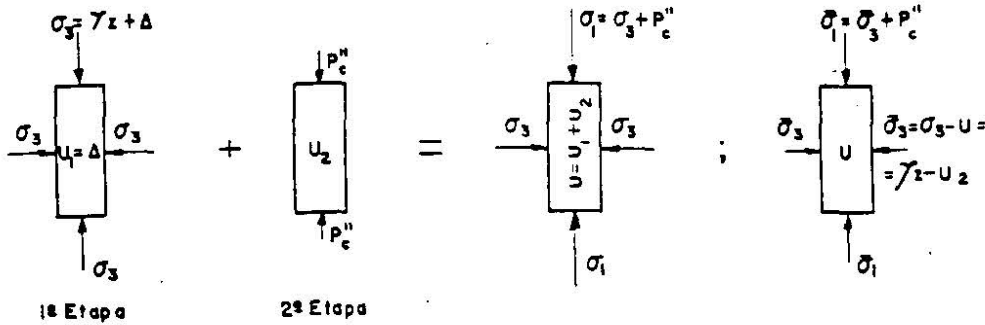 σ₃ = γz + Δ
σ₃
σ₃
u₁ = Δ
σ₃
1ª Etapa
+
P"c
U₂
P"c
2ª Etapa
=
σ₁ = σ₃ + P"c
σ₃
σ₃
U = U₁ + U₂
σ₁
;
σ̄₁ = σ̄₃ + P"c
σ̄₃
U
σ̄₃ = σ₃ - U =
= γz - U₂
σ̄₁